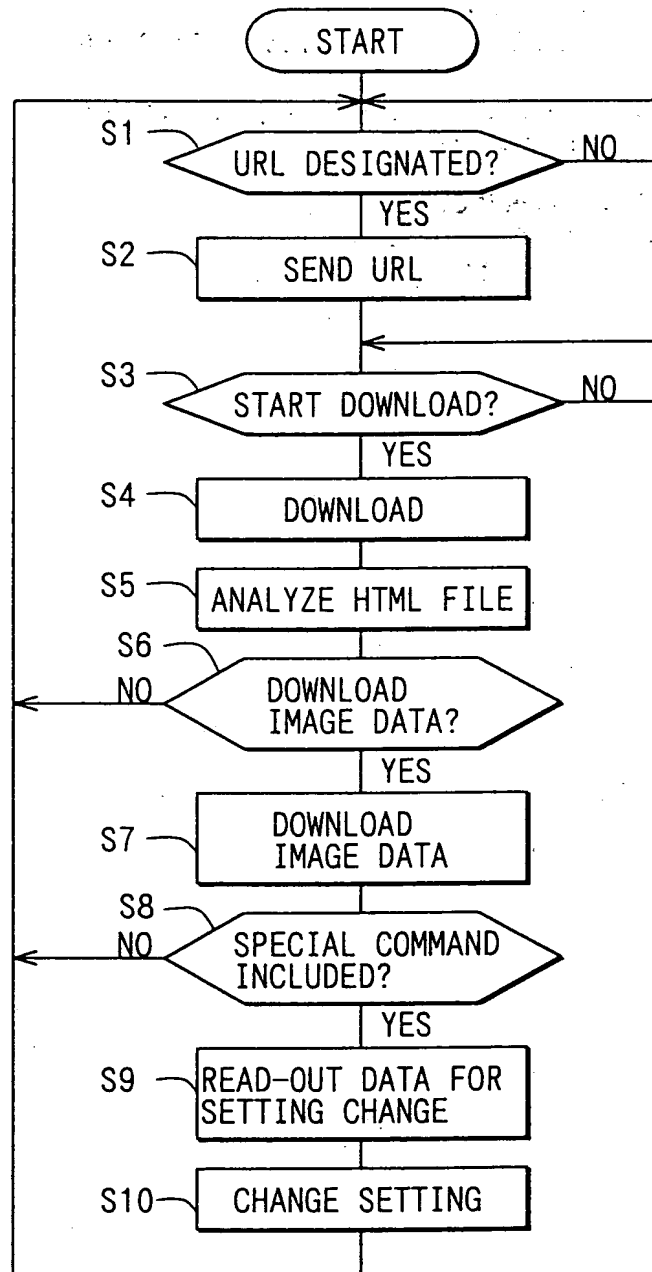 START
S1
URL DESIGNATED?
NO
YES
S2
SEND URL
S3
START DOWNLOAD?
NO
YES
S4
DOWNLOAD
S5
ANALYZE HTML FILE
S6
NO
DOWNLOAD
IMAGE DATA?
YES
S7
DOWNLOAD
IMAGE DATA
S8
NO
SPECIAL COMMAND
INCLUDED?
YES
S9
READ-OUT DATA FOR
SETTING CHANGE
S10
CHANGE SETTING